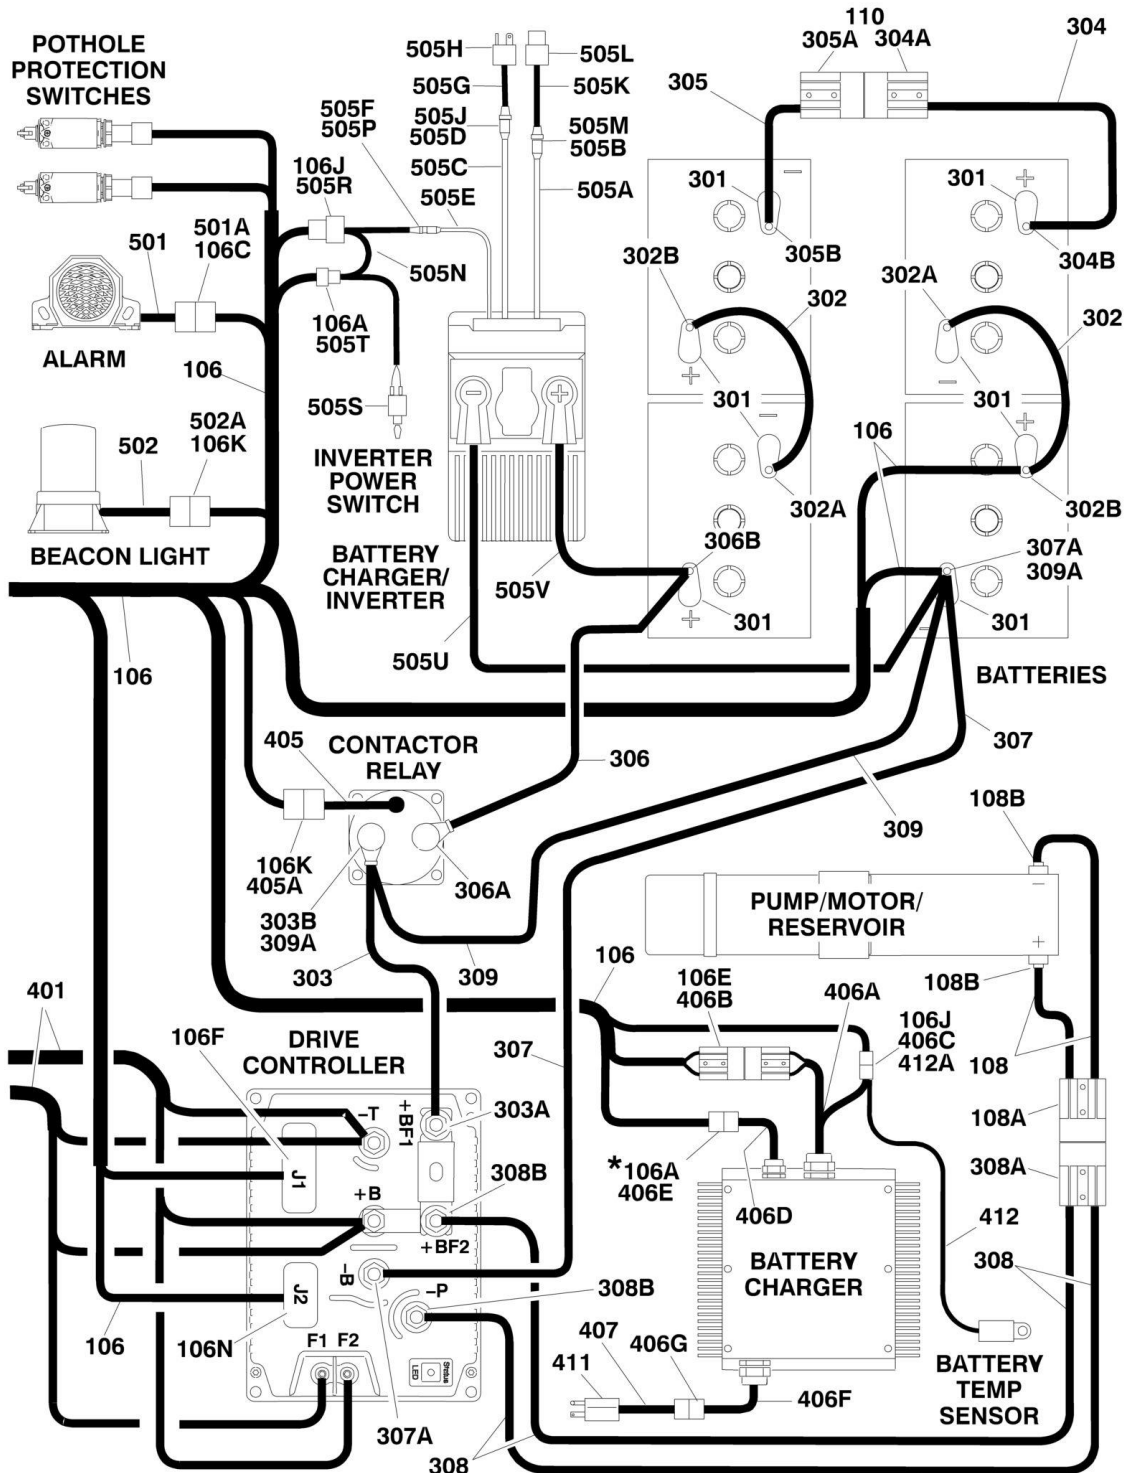 POTHOLE
PROTECTION
SWITCHES
505H
505G
505J
505D
505C
505L
505K
505M
505B
505A
505F
505P
106J
505R
505E
505N
106A
505T
505S
INVERTER
POWER
SWITCH
110
305A 304A
304
305
301
−
305B
301
+
304B
302B
302
302A
302
+
301
−
−
301
+
302A
302B
106
306B
301
+
307A
309A
301
−
BATTERIES
501
501A
106C
ALARM
106
502
502A
106K
BEACON LIGHT
− +
BATTERY
CHARGER/
INVERTER
505V
505U
106
405
CONTACTOR
RELAY
306
307
309
106K
405A
306A
303B
309A
303
309
108B
PUMP/MOTOR/
RESERVOIR
−
+
108B
108
106
106E
406B
406A
106J
406C
412A
401
106F
DRIVE
CONTROLLER
307
108A
308A
−T
+BF1
303A
J1
+B
308B
+BF2
−B
−P
308B
J2
106
106N
F1 F2
LED
Status
307A
308
*106A
406E
406D
BATTERY
CHARGER
412
308
407
411
406G
406F
BATTERY
TEMP
SENSOR